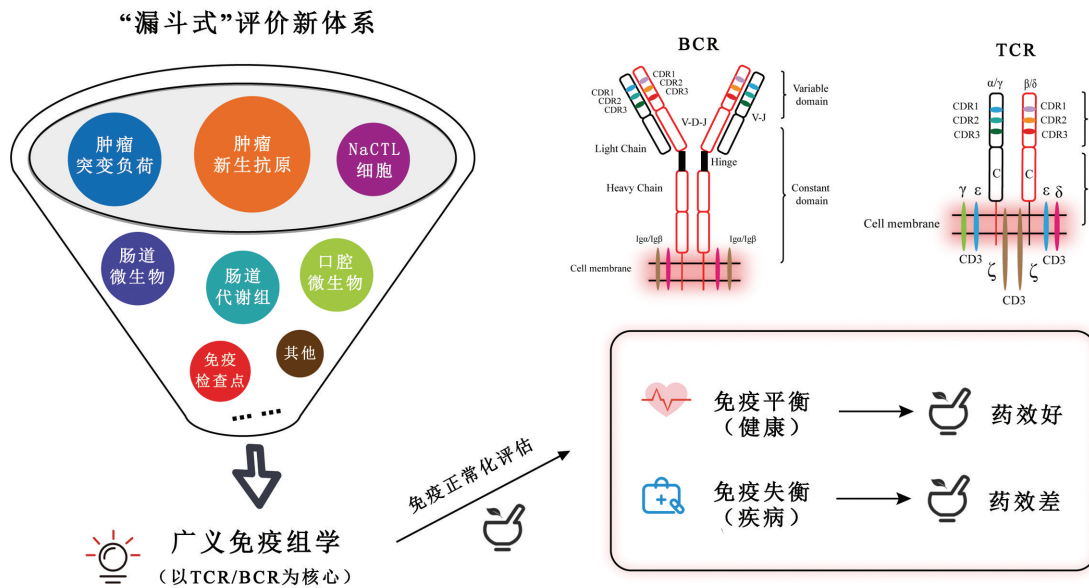 “漏斗式”评价新体系
肿瘤
突变负荷
肿瘤
新生抗原
NaCTL
细胞
肠道
微生物
肠道
代谢组
口腔
微生物
免疫
检查点
其他
... ...
广义免疫组学
（以TCR/BCR为核心）
免疫正常化评估
BCR
CDR1
CDR2
CDR3
CDR1
CDR2
CDR3
V-D-J
V-J
Variable
domain
Light Chain
Hinge
Heavy Chain
Constant
domain
Igα/Igβ
Igα/Igβ
Cell membrane
TCR
α/γ
β/δ
CDR1
CDR2
CDR3
CDR1
CDR2
CDR3
C
C
γ
ε
ε
δ
Cell membrane
CD3
CD3
ζ
ζ
CD3
免疫平衡
（健康）
药效好
免疫失衡
（疾病）
药效差